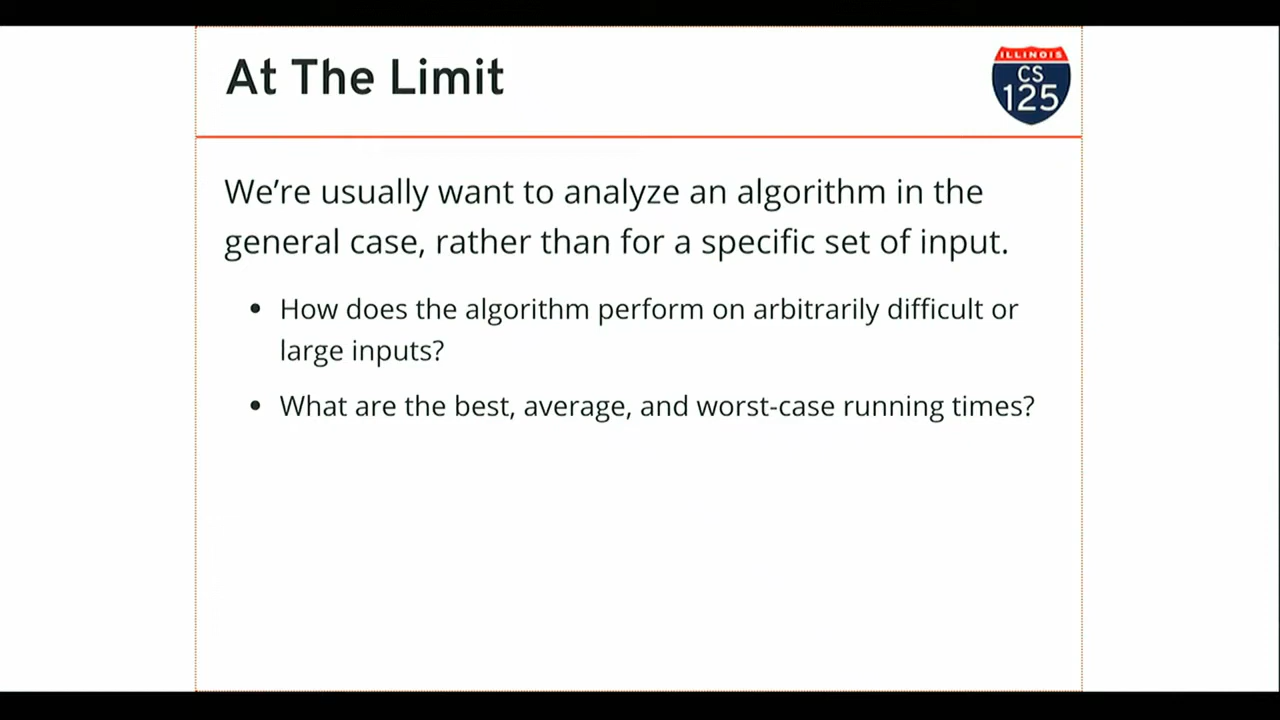 At The Limit
ILLINOIS
CS
125
We’re usually want to analyze an algorithm in the
general case, rather than for a specific set of input.
• How does the algorithm perform on arbitrarily difficult or
large inputs?
• What are the best, average, and worst-case running times?